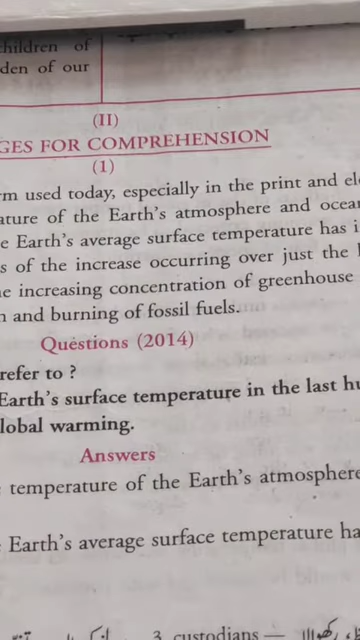 children of
den of our
(II)
GES FOR COMPREHENSION
(1)
rm used today, especially in the print and el
ature of the Earth's atmosphere and ocea
e Earth's average surface temperature has i
s of the increase occurring over just the l
e increasing concentration of greenhouse
n and burning of fossil fuels.
Questions (2014)
refer to ?
Earth's surface temperature in the last hu
lobal warming.
Answers
temperature of the Earth's atmosphere
Earth's average surface temperature ha
3. custodians —